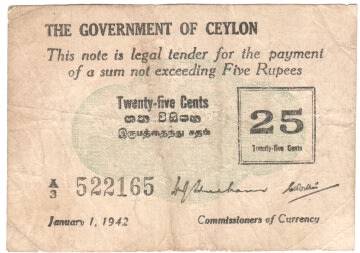 THE GOVERNMENT OF CEYLON
This note is legal tender for the payment
of a sum not exceeding Five Rupees
Twenty-five Cents
ශත විසිපහ
இருபத்தைந்து சதம்
25
Twenty-five Cents
A/3 522165
January 1, 1942
Commissioners of Currency